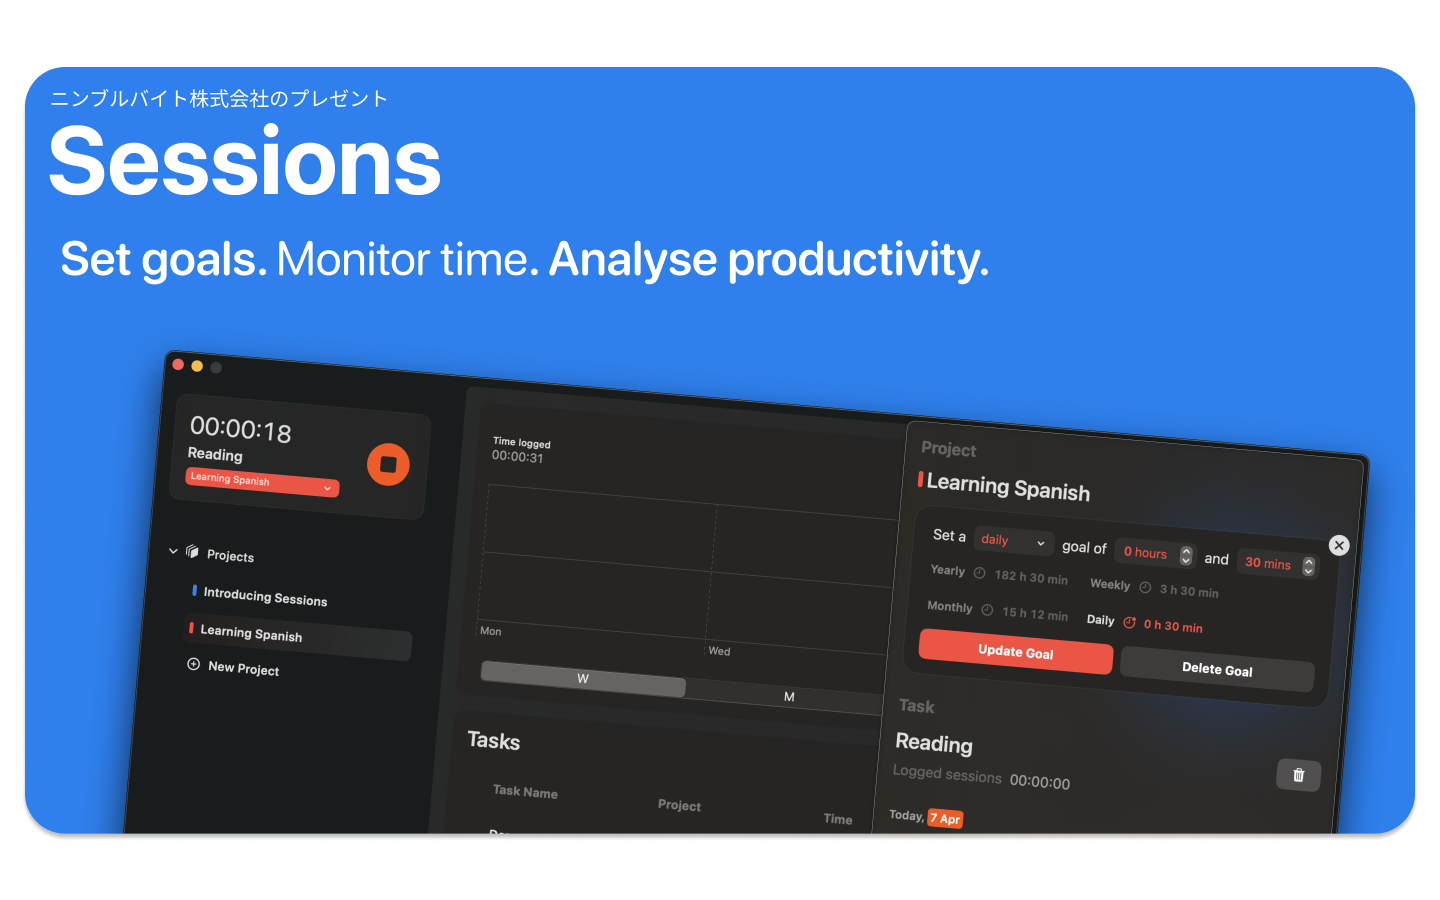 ニンブルバイト株式会社のプレゼント
Sessions
Set goals. Monitor time. Analyse productivity.
00:00:18
Reading
Learning Spanish
Projects
Introducing Sessions
Learning Spanish
New Project
Time logged
00:00:31
Mon
Wed
W
M
Tasks
Task Name
Project
Time
Project
Learning Spanish
Set a daily goal of 0 hours and 30 mins
Yearly 182 h 30 min Weekly 3 h 30 min
Monthly 15 h 12 min Daily 0 h 30 min
Update Goal Delete Goal
Task
Reading
Logged sessions 00:00:00
Today, 7 Apr